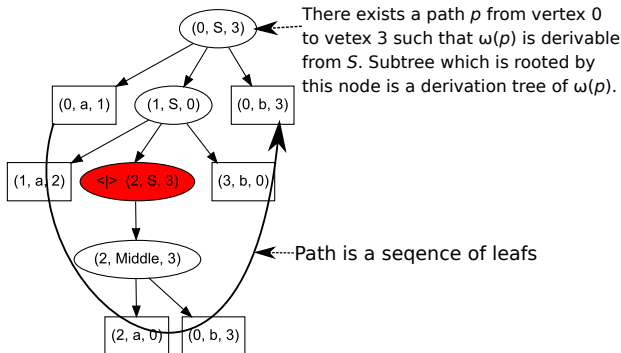 (0, S, 3)
There exists a path p from vertex 0
to vetex 3 such that ω(p) is derivable
from S. Subtree which is rooted by
this node is a derivation tree of ω(p).
(0, a, 1)
(1, S, 0)
(0, b, 3)
(1, a, 2)
<|> (2, S, 3)
(3, b, 0)
(2, Middle, 3)
Path is a seqence of leafs
(2, a, 0)
(0, b, 3)